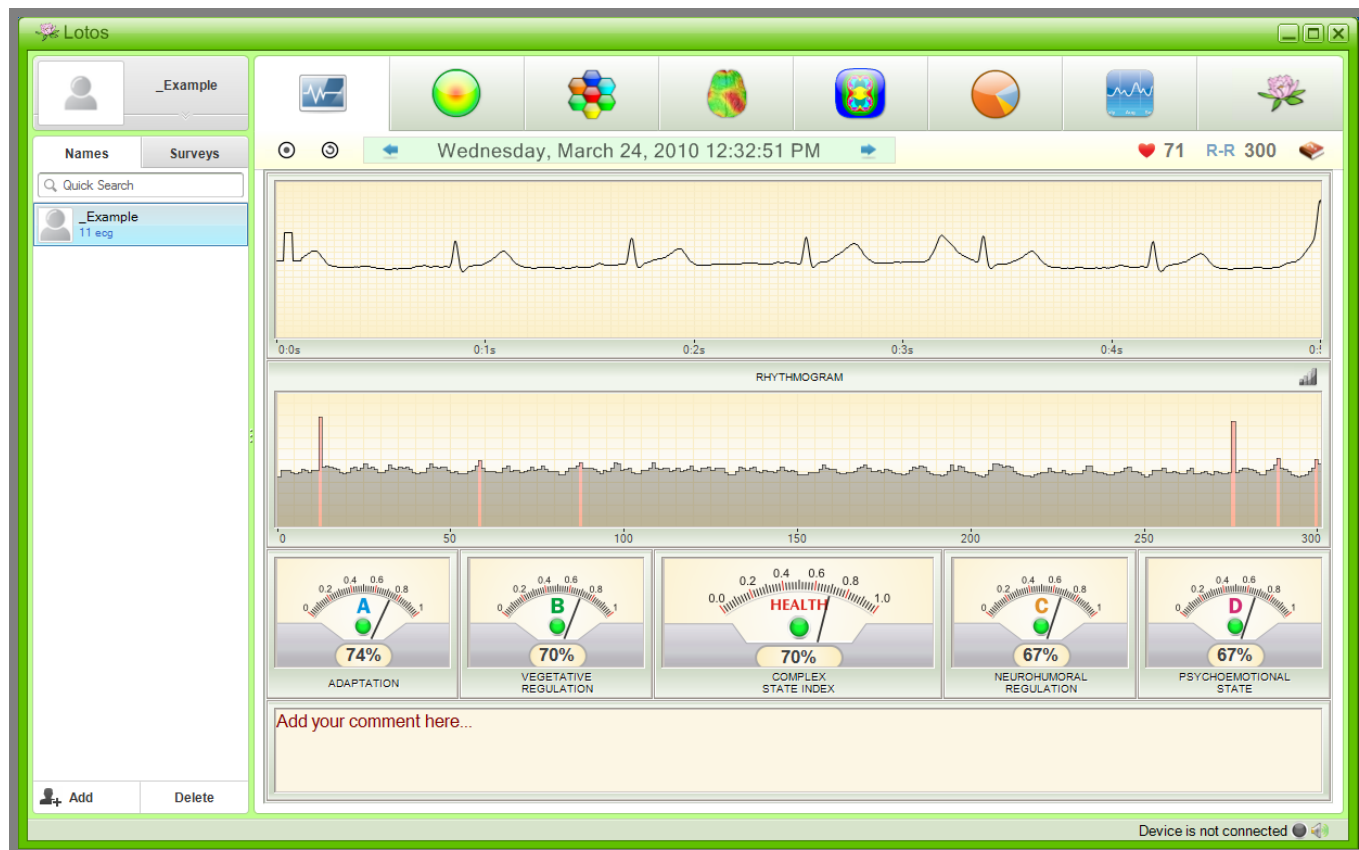 Lotos
_Example
Names Surveys
Quick Search
_Example
11 ecg
Add Delete
Wednesday, March 24, 2010 12:32:51 PM
71 R-R 300
0:0s 0:1s 0:2s 0:3s 0:4s
RHYTHMOGRAM
0 50 100 150 200 250 300
0 0.2 0.4 0.6 0.8 1
A
74%
ADAPTATION
0 0.2 0.4 0.6 0.8 1
B
70%
VEGETATIVE
REGULATION
0.0 0.2 0.4 0.6 0.8 1.0
HEALTH
70%
COMPLEX
STATE INDEX
0 0.2 0.4 0.6 0.8 1
C
67%
NEUROHUMORAL
REGULATION
0 0.2 0.4 0.6 0.8 1
D
67%
PSYCHOEMOTIONAL
STATE
Add your comment here...
Device is not connected